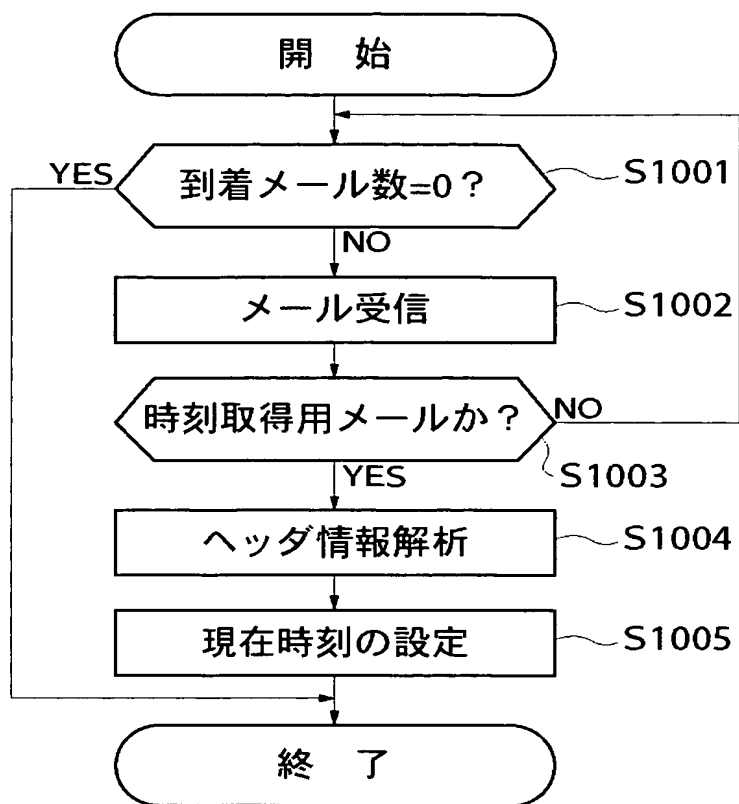 開 始
YES 到着メール数=0? S1001
NO
メール受信 S1002
時刻取得用メールか? NO
S1003
YES
ヘッダ情報解析 S1004
現在時刻の設定 S1005
終 了